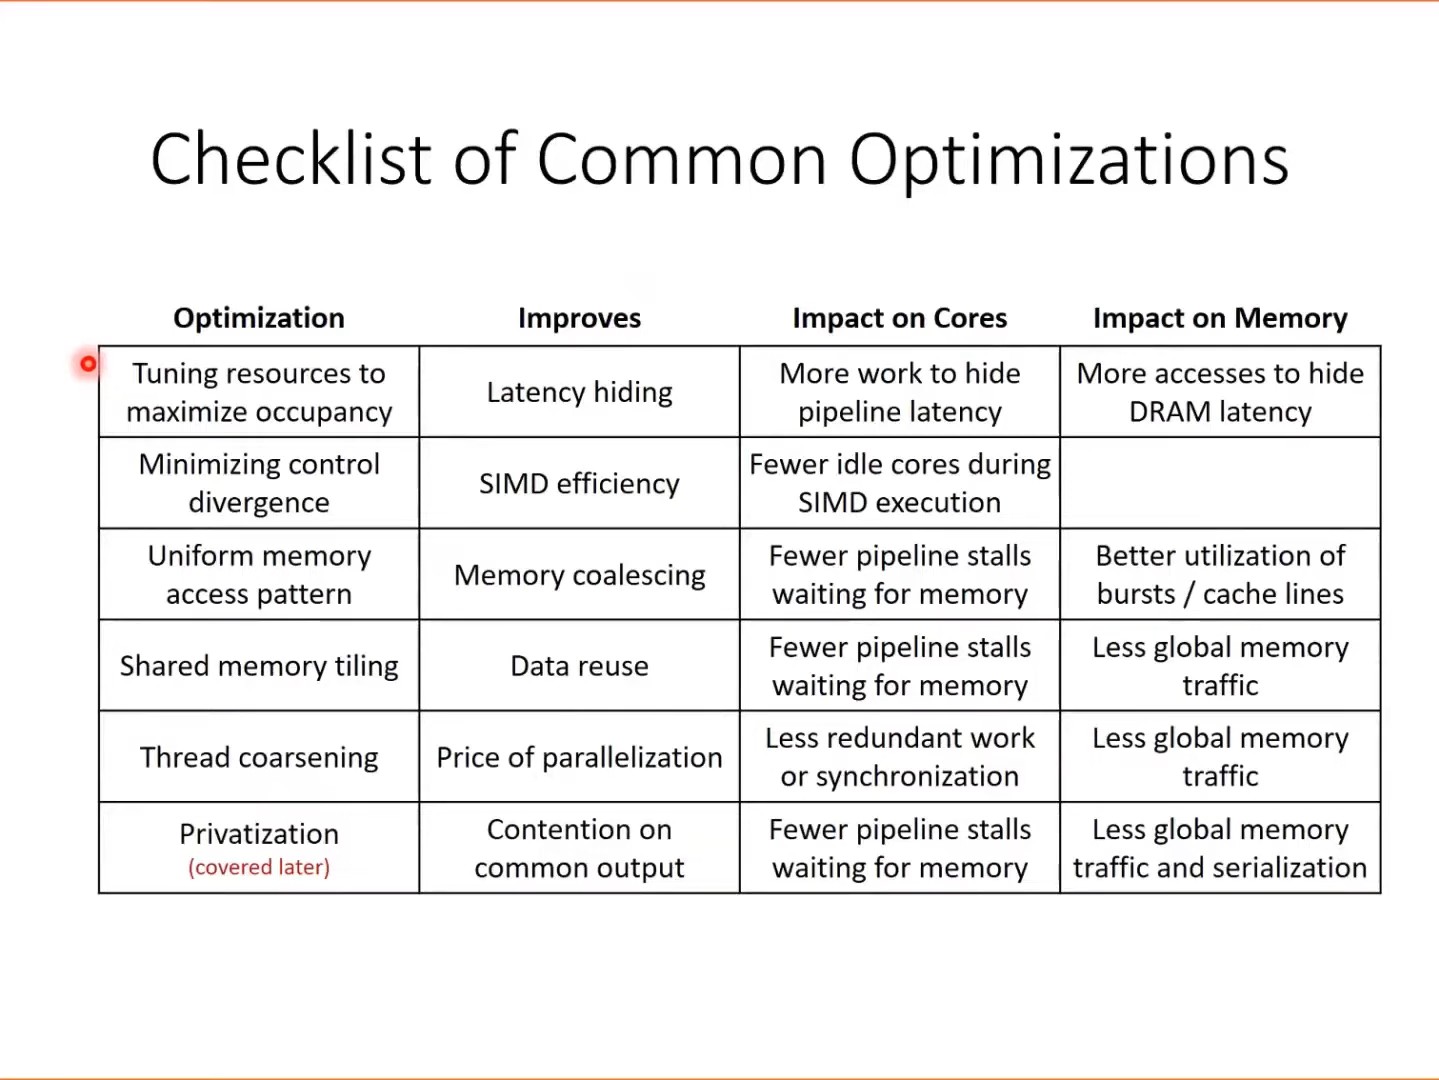 Checklist of Common Optimizations
Optimization
Improves
Impact on Cores
Impact on Memory
Tuning resources to
maximize occupancy
Latency hiding
More work to hide
pipeline latency
More accesses to hide
DRAM latency
Minimizing control
divergence
SIMD efficiency
Fewer idle cores during
SIMD execution
Uniform memory
access pattern
Memory coalescing
Fewer pipeline stalls
waiting for memory
Better utilization of
bursts / cache lines
Shared memory tiling
Data reuse
Fewer pipeline stalls
waiting for memory
Less global memory
traffic
Thread coarsening
Price of parallelization
Less redundant work
or synchronization
Less global memory
traffic
Privatization
(covered later)
Contention on
common output
Fewer pipeline stalls
waiting for memory
Less global memory
traffic and serialization